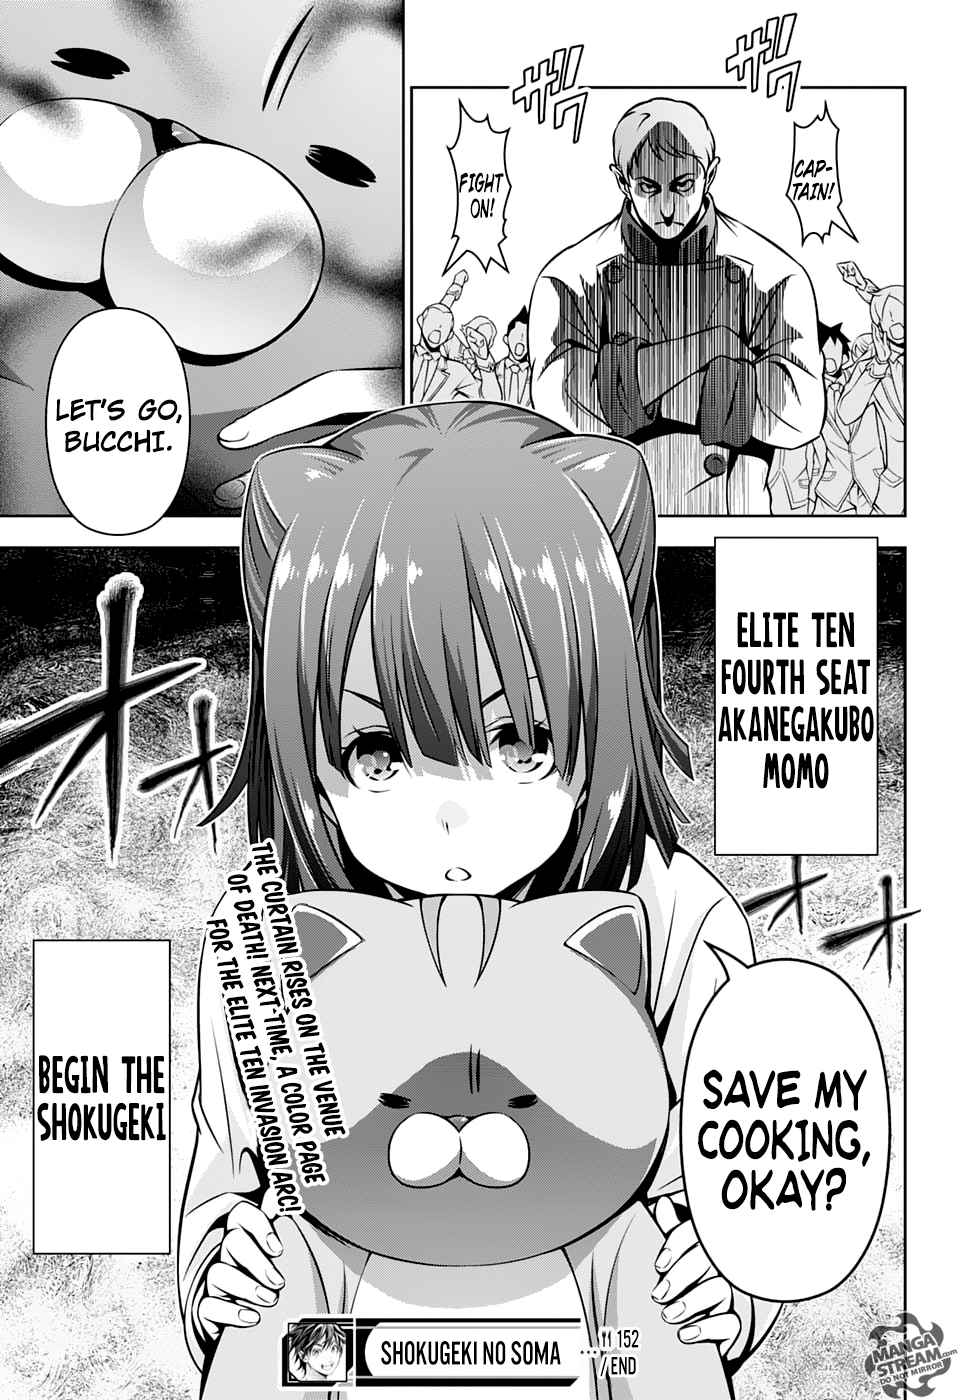 ザワ
ザワ
CAP-
TAIN!
FIGHT
ON!
LET'S GO,
BUCCHI.
ELITE TEN
FOURTH SEAT
AKANEGAKUBO
MOMO
オオ
SAVE MY
COOKING,
OKAY?
THE CURTAIN RISES ON THE VENUE
OF DEATH! NEXT TIME, A COLOR PAGE
FOR THE ELITE TEN INVASION ARC!
BEGIN THE
SHOKUGEKI
SHOKUGEKI NO SOMA
... 152
/ END
MANGA
STREAM.com
DO NOT MIRROR